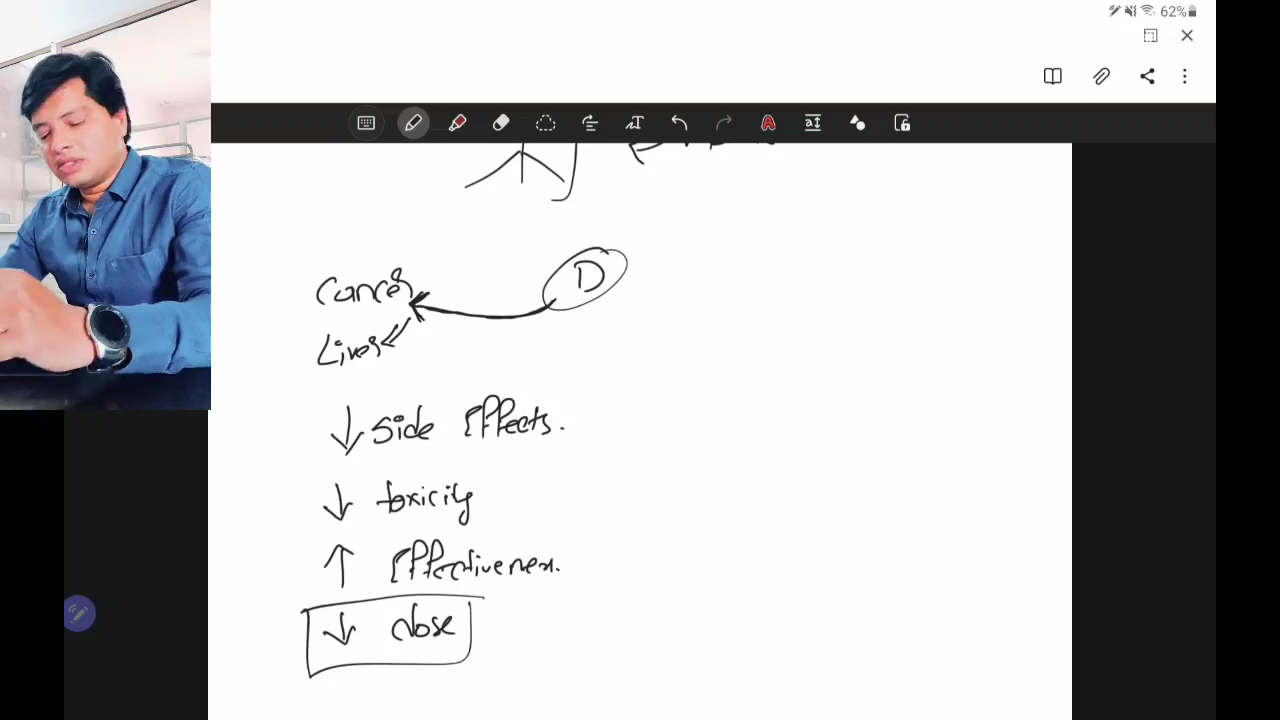 62%
D
Cancer
Liver
↓ Side Effects.
↓ toxicity
↑ Effectiveness.
↓ dose